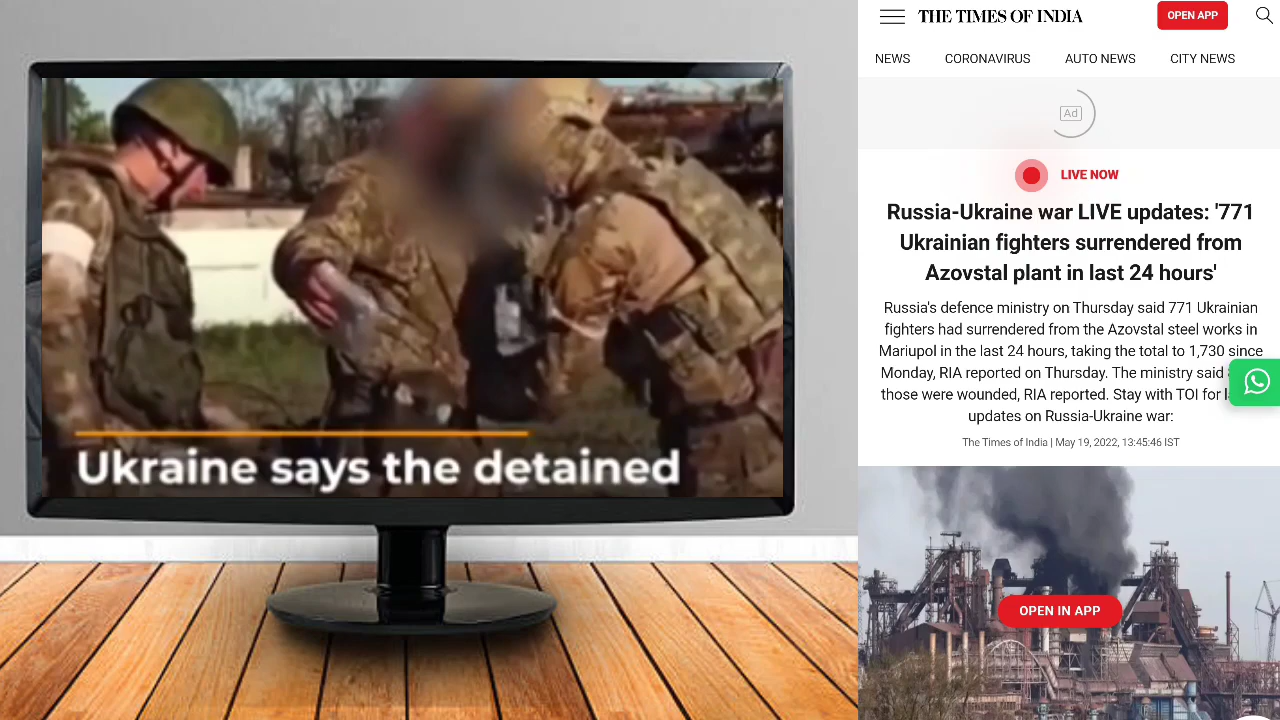 Ukraine says the detained
THE TIMES OF INDIA
OPEN APP
NEWS CORONAVIRUS AUTO NEWS CITY NEWS
Ad
LIVE NOW
Russia-Ukraine war LIVE updates: '771
Ukrainian fighters surrendered from
Azovstal plant in last 24 hours'
Russia's defence ministry on Thursday said 771 Ukrainian
fighters had surrendered from the Azovstal steel works in
Mariupol in the last 24 hours, taking the total to 1,730 since
Monday, RIA reported on Thursday. The ministry said
those were wounded, RIA reported. Stay with TOI for
updates on Russia-Ukraine war:
The Times of India | May 19, 2022, 13:45:46 IST
OPEN IN APP